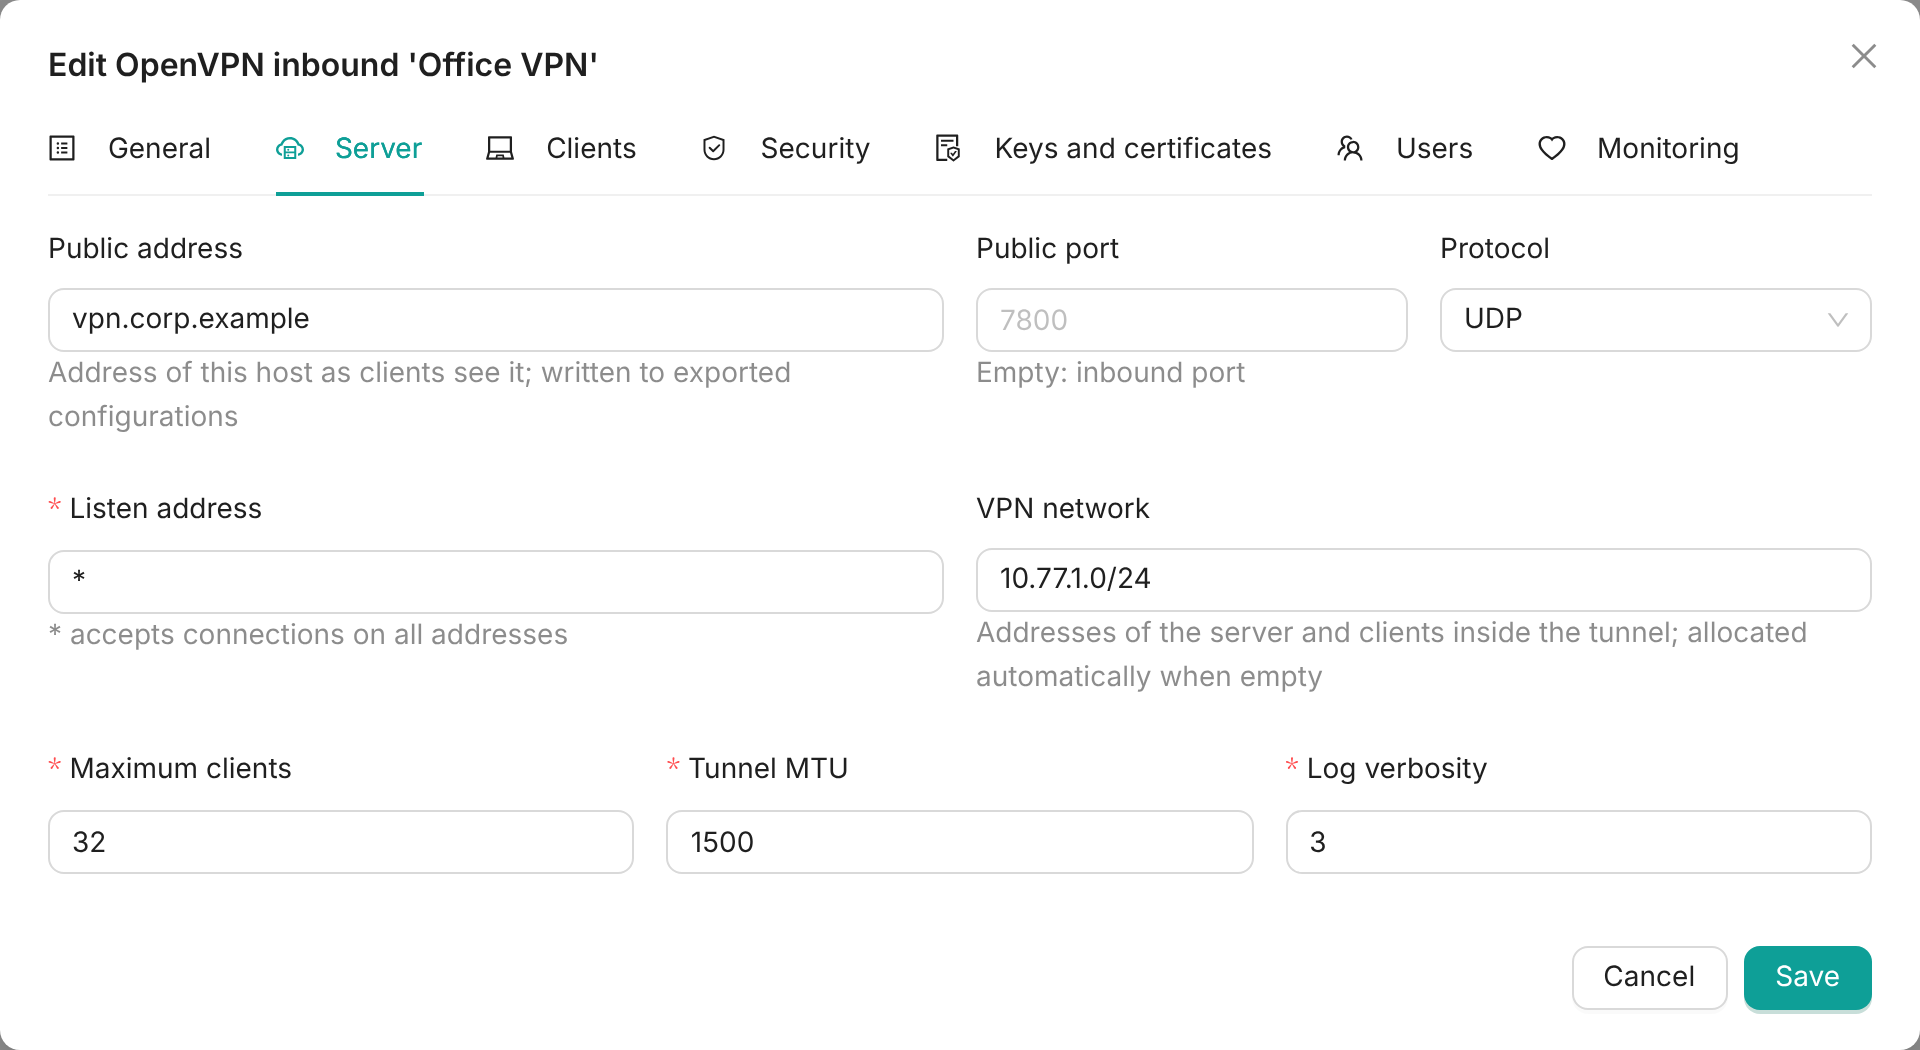 Edit OpenVPN inbound 'Office VPN'
General
Server
Clients
Security
Keys and certificates
Users
Monitoring
Public address
Public port
Protocol
vpn.corp.example
7800
UDP
Address of this host as clients see it; written to exported
configurations
Empty: inbound port
* Listen address
VPN network
*
10.77.1.0/24
* accepts connections on all addresses
Addresses of the server and clients inside the tunnel; allocated
automatically when empty
* Maximum clients
* Tunnel MTU
* Log verbosity
32
1500
3
Cancel
Save